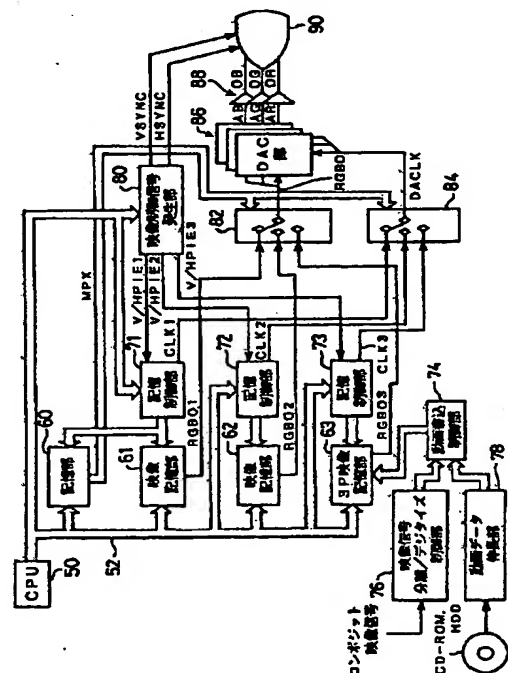 CPU
50
52
60
記憶部
61
映像
記憶部
62
映像
記憶部
63
3P映像
記憶部
MPX
71
記憶
制御部
72
記憶
制御部
73
記憶
制御部
V/HPIE1
V/HPIE2
V/HPIE3
CLK1
CLK2
CLK3
RGBO1
RGBO2
RGBO3
80
映像制御信号
発生部
VSYNC
HSYNC
82
84
RGBO
DACLK
86
DAC
部
88
AB
AG
AR
OB
OG
OR
90
74
動画書込
制御部
76
映像信号
分離/デジタイズ
制御部
78
動画データ
伸長部
コンポジット
映像信号
CD-ROM,
HDD